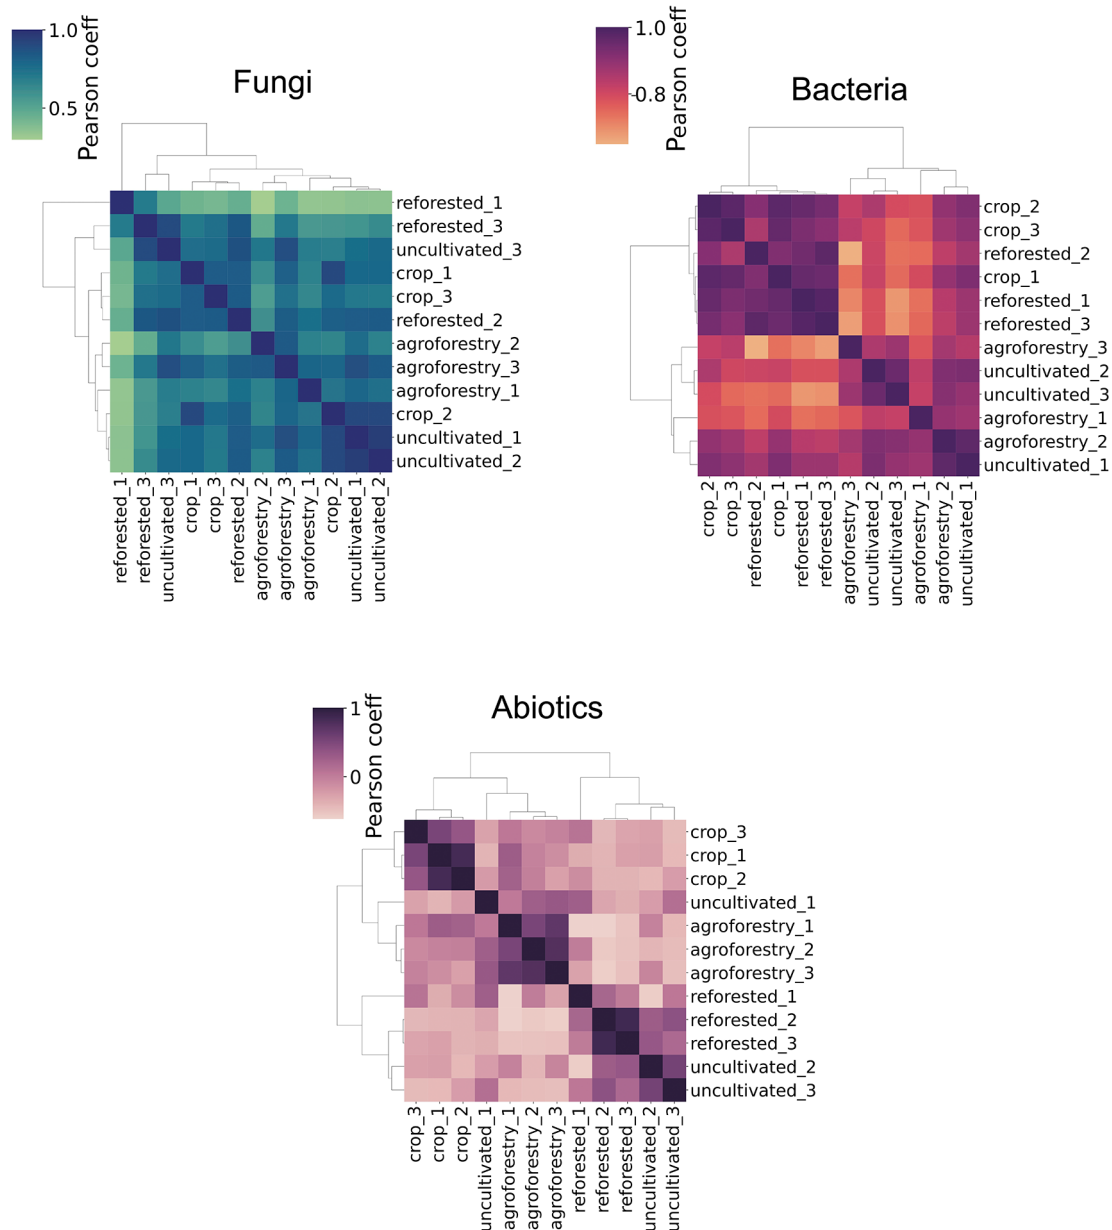 Fungi
1.0
0.5
Pearson coeff
reforested_1
reforested_3
uncultivated_3
crop_1
crop_3
reforested_2
agroforestry_2
agroforestry_3
agroforestry_1
crop_2
uncultivated_1
uncultivated_2
reforested_1
reforested_3
uncultivated_3
crop_1
crop_3
reforested_2
agroforestry_2
agroforestry_3
agroforestry_1
crop_2
uncultivated_1
uncultivated_2
Bacteria
1.0
0.8
Pearson coeff
crop_2
crop_3
reforested_2
crop_1
reforested_1
reforested_3
agroforestry_3
uncultivated_2
uncultivated_3
agroforestry_1
agroforestry_2
uncultivated_1
crop_2
crop_3
reforested_2
crop_1
reforested_1
reforested_3
agroforestry_3
uncultivated_2
uncultivated_3
agroforestry_1
agroforestry_2
uncultivated_1
Abiotics
1
0
Pearson coeff
crop_3
crop_1
crop_2
uncultivated_1
agroforestry_1
agroforestry_2
agroforestry_3
reforested_1
reforested_2
reforested_3
uncultivated_2
uncultivated_3
crop_3
crop_1
crop_2
uncultivated_1
agroforestry_1
agroforestry_2
agroforestry_3
reforested_1
reforested_2
reforested_3
uncultivated_2
uncultivated_3